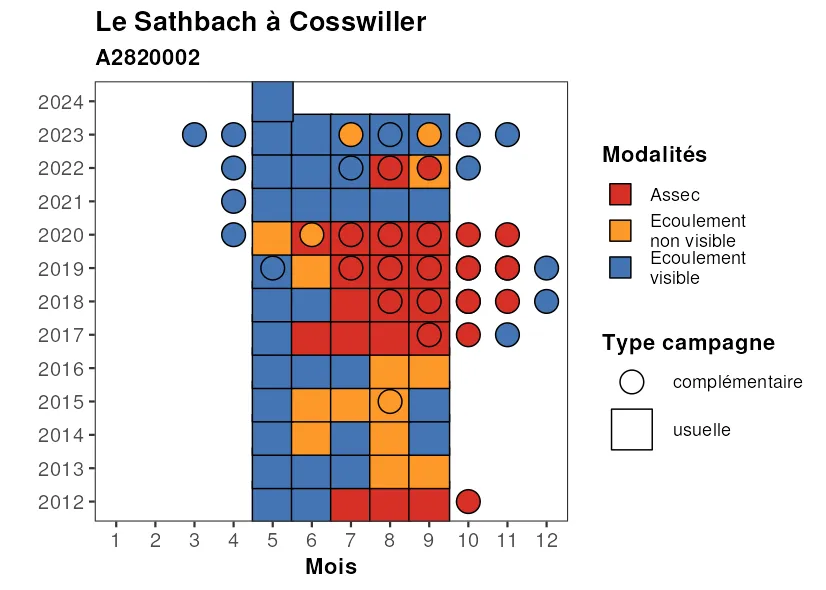 Le Sathbach à Cosswiller
A2820002
2024
2023
2022
2021
2020
2019
2018
2017
2016
2015
2014
2013
2012
1 2 3 4 5 6 7 8 9 10 11 12
Mois
Modalités
Assec
Ecoulement
non visible
Ecoulement
visible
Type campagne
complémentaire
usuelle